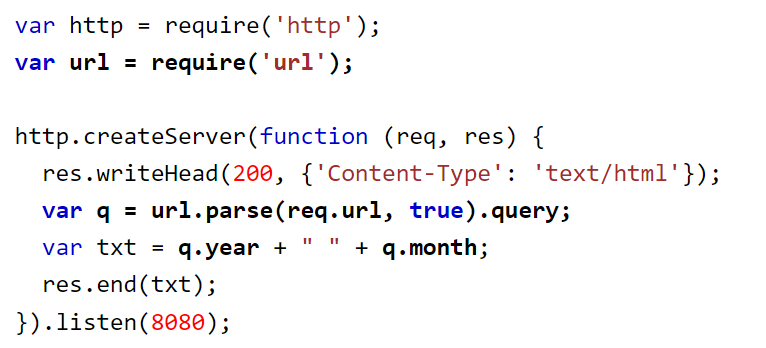 var http = require('http');
var url = require('url');

http.createServer(function (req, res) {
  res.writeHead(200, {'Content-Type': 'text/html'});
  var q = url.parse(req.url, true).query;
  var txt = q.year + " " + q.month;
  res.end(txt);
}).listen(8080);